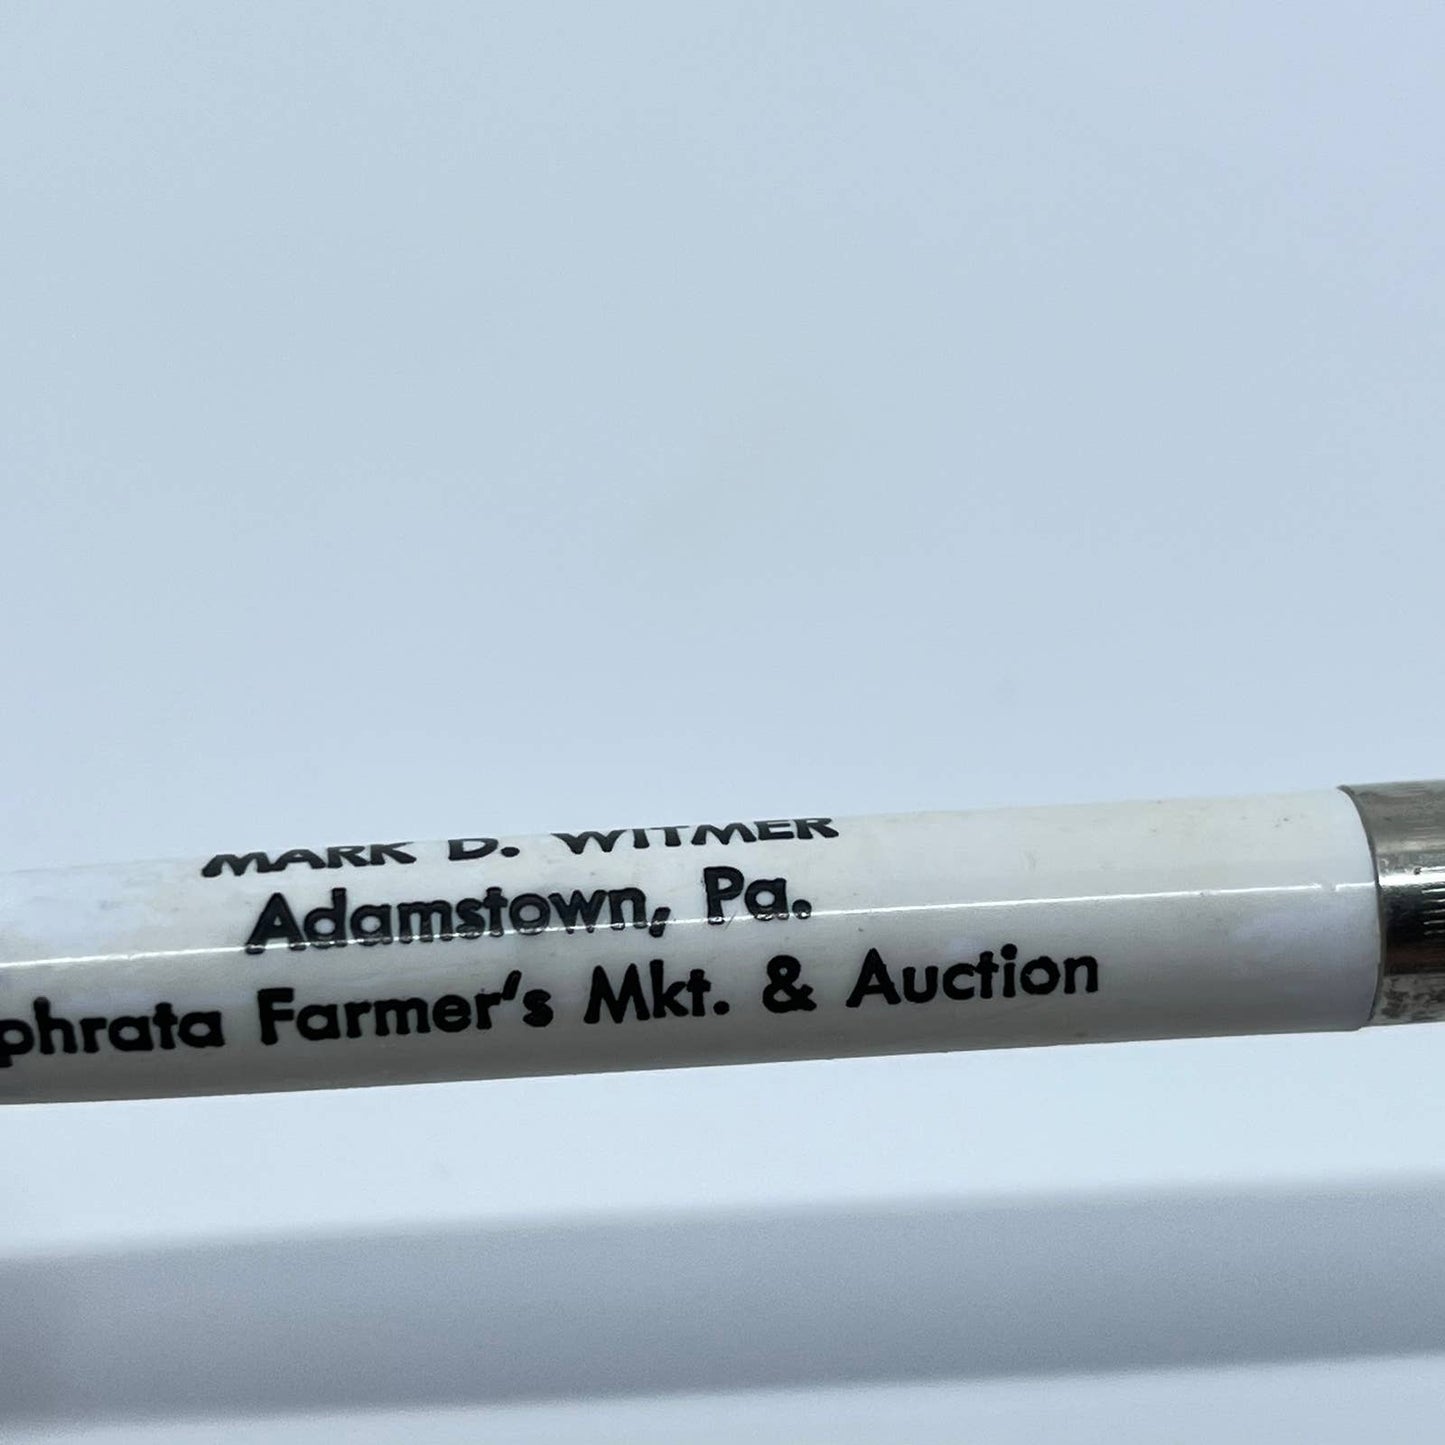 MARK D. WITMER
Adamstown, Pa.
phrata Farmer's Mkt. & Auction